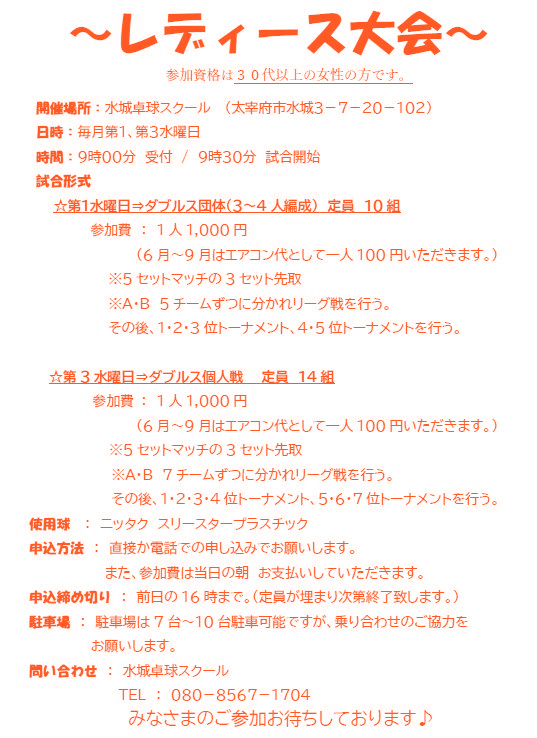 ～レディース大会～
参加資格は３０代以上の女性の方です。
開催場所：水城卓球スクール　（太宰府市水城３－７－２０－１０２）
日時：毎月第１、第３水曜日
時間：９時００分　受付　/　９時３０分　試合開始
試合形式
☆第１水曜日⇒ダブルス団体（３～４人編成）　定員　１０組
参加費　：　１人１,０００円
（６月～９月はエアコン代として一人１００円いただきます。）
※５セットマッチの３セット先取
※Ａ・Ｂ　５チームずつに分かれリーグ戦を行う。
その後、１・２・３位トーナメント、４・５位トーナメントを行う。
☆第３水曜日⇒ダブルス個人戦　　定員　１４組
参加費　：　１人１,０００円
（６月～９月はエアコン代として一人１００円いただきます。）
※５セットマッチの３セット先取
※Ａ・Ｂ　７チームずつに分かれリーグ戦を行う。
その後、１・２・３・４位トーナメント、５・６・７位トーナメントを行う。
使用球　：　ニッタク　スリースタープラスチック
申込方法　：　直接か電話での申し込みでお願いします。
また、参加費は当日の朝　お支払いしていただきます。
申込締め切り　：　前日の１６時まで。（定員が埋まり次第終了致します。）
駐車場　：　駐車場は７台～１０台駐車可能ですが、乗り合わせのご協力を
お願いします。
問い合わせ　：　水城卓球スクール
ＴＥＬ　：　０８０－８５６７－１７０４
みなさまのご参加お待ちしております♪